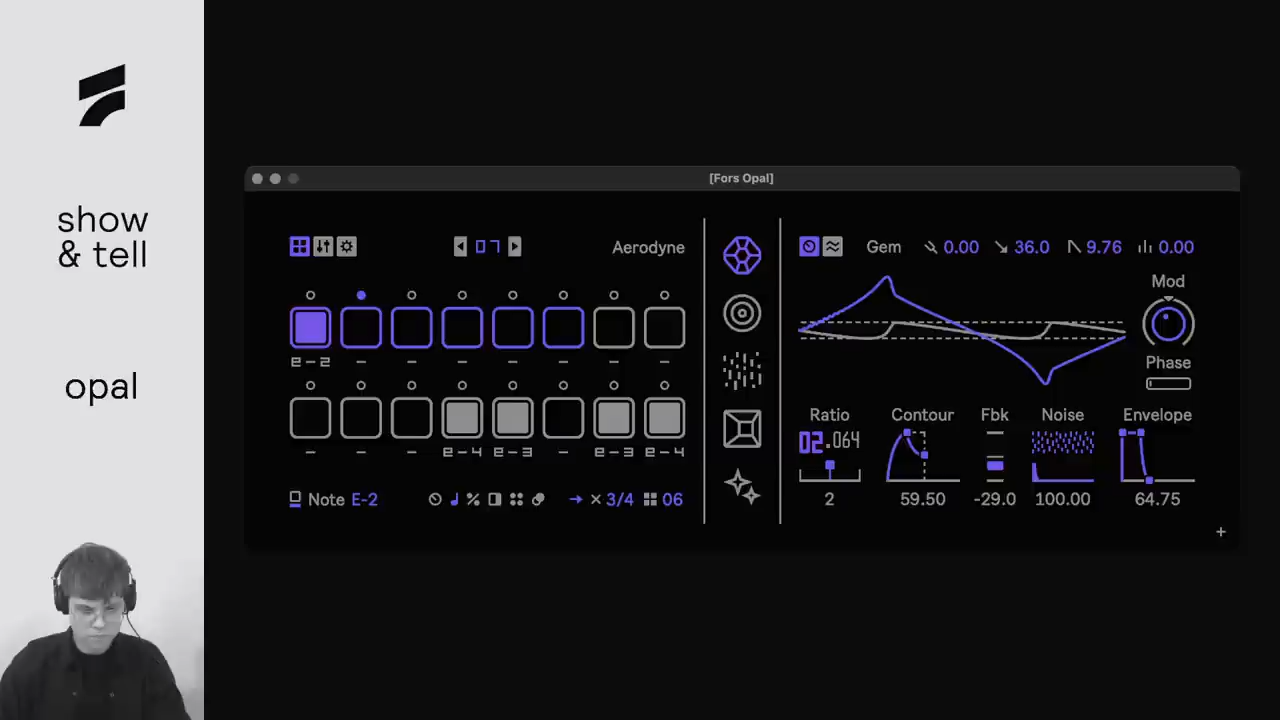 show
& tell
opal
[Fors Opal]
07 Aerodyne
e-2 - - - - - - -
- - - e-4 e-3 - e-3 e-4
Note E-2 × 3/4 06
Gem 0.00 36.0 9.76 0.00
Mod
Phase
Ratio Contour Fbk Noise Envelope
02.064
2 59.50 -29.0 100.00 64.75
+